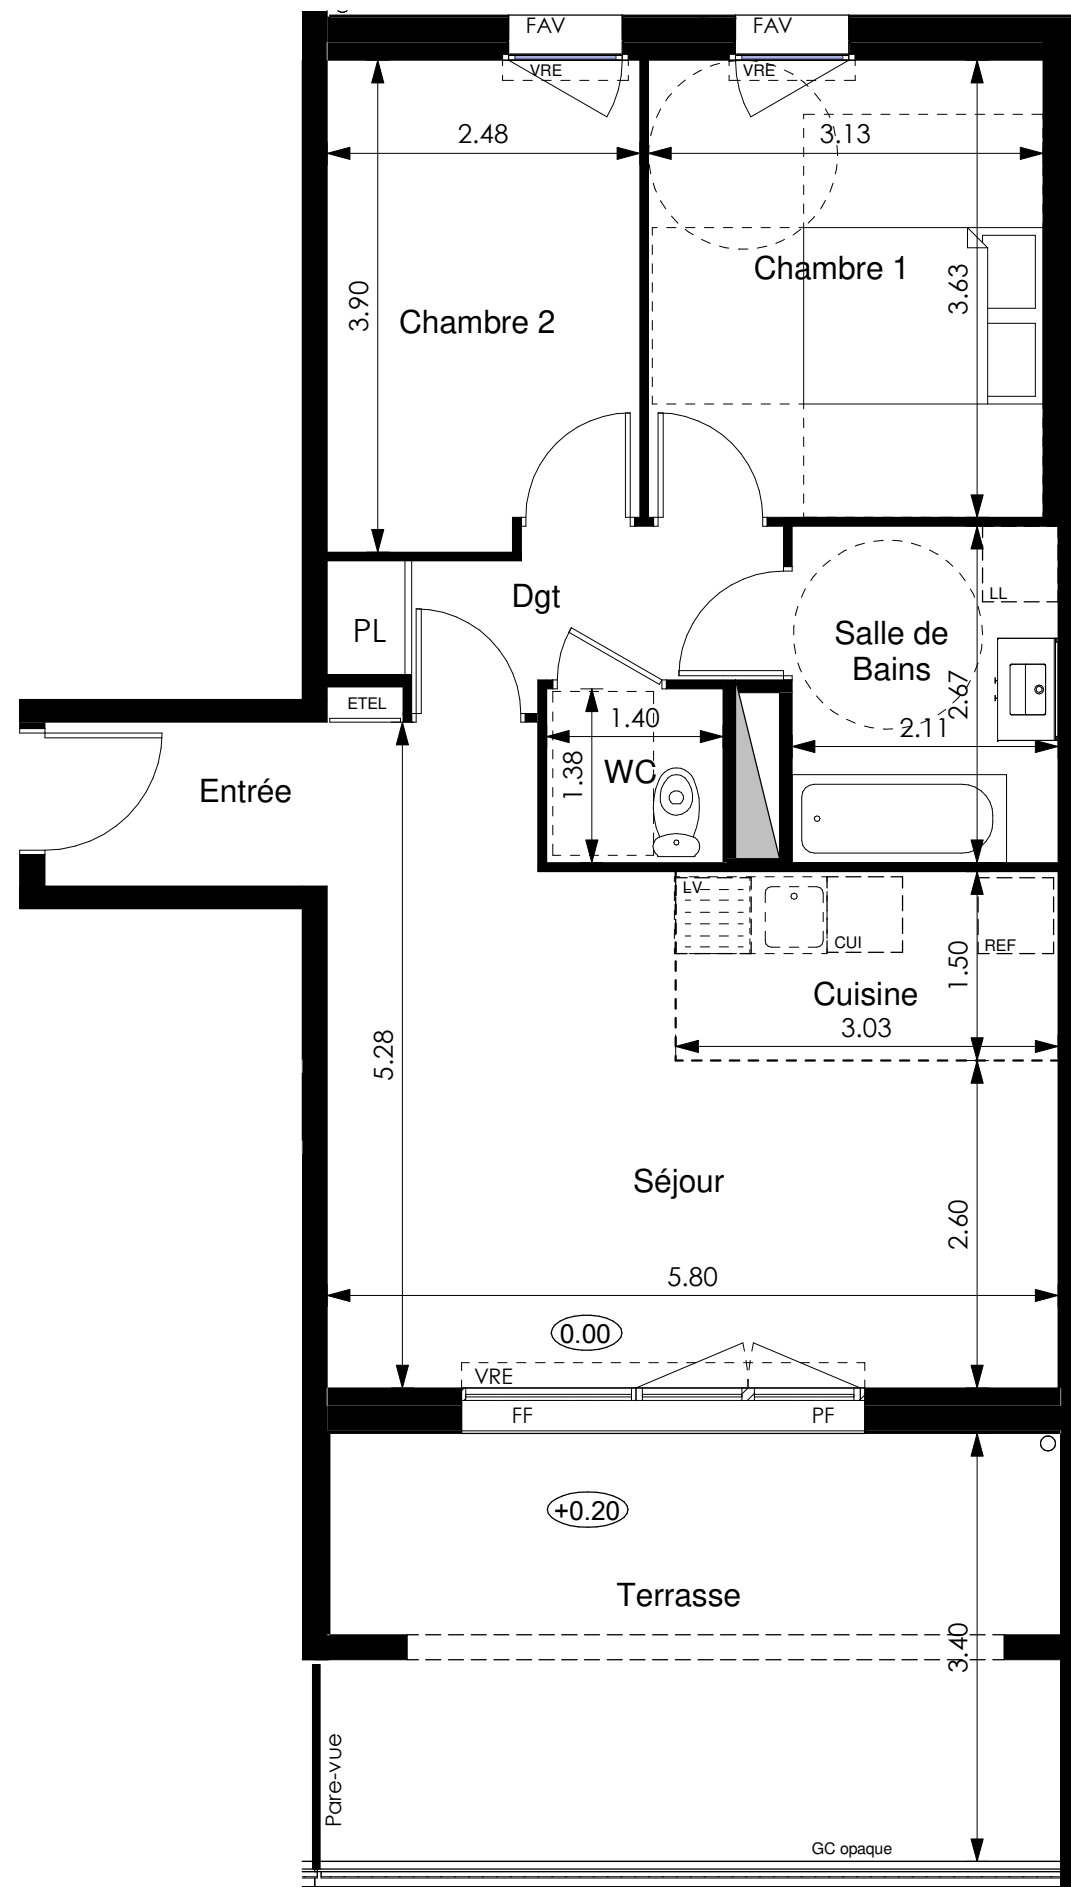 FAV
FAV
VRE
VRE
2.48
3.13
3.90
Chambre 2
Chambre 1
3.63
Dgt
PL
ETEL
Salle de
Bains
LL
2.67
2.11
1.40
1.38
WC
Entrée
LV
CUI
REF
1.50
Cuisine
3.03
5.28
Séjour
2.60
5.80
0.00
VRE
FF
PF
+0.20
Terrasse
3.40
Pare-vue
GC opaque